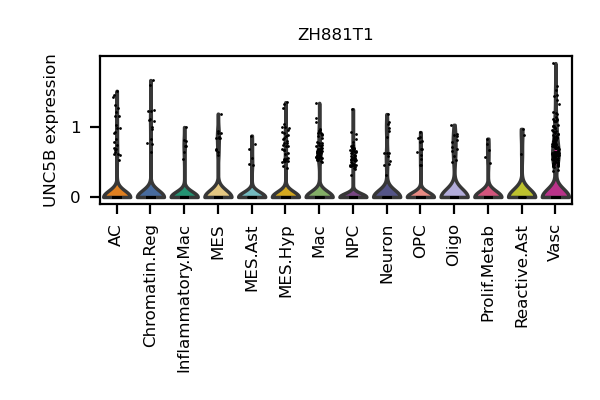 ZH881T1
UNC5B expression
1
0
AC
Chromatin.Reg
Inflammatory.Mac
MES
MES.Ast
MES.Hyp
Mac
NPC
Neuron
OPC
Oligo
Prolif.Metab
Reactive.Ast
Vasc